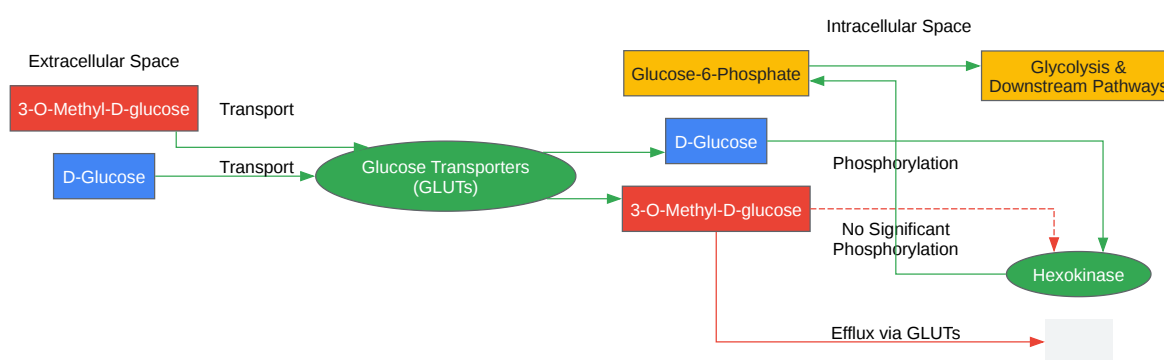 Intracellular Space
Extracellular Space
Glucose-6-Phosphate
Glycolysis &
Downstream Pathways
3-O-Methyl-D-glucose
Transport
D-Glucose
Phosphorylation
D-Glucose
Transport
Glucose Transporters
(GLUTs)
3-O-Methyl-D-glucose
No Significant
Phosphorylation
Hexokinase
Efflux via GLUTs